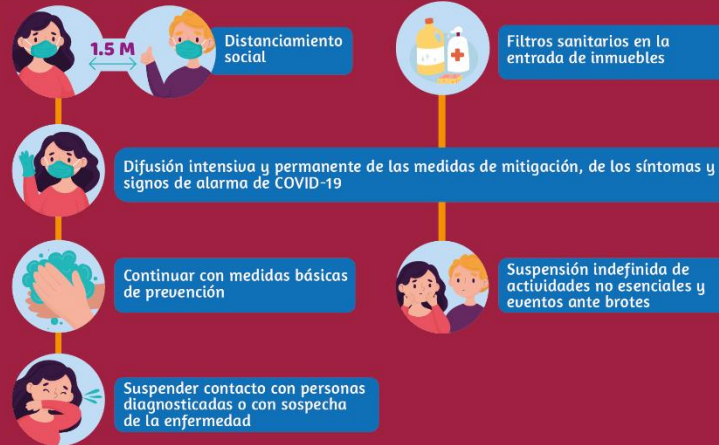 1.5 M
Distanciamiento
social
Filtros sanitarios en la
entrada de inmuebles
Difusión intensiva y permanente de las medidas de mitigación, de los síntomas y
signos de alarma de COVID-19
Continuar con medidas básicas
de prevención
Suspensión indefinida de
actividades no esenciales y
eventos ante brotes
Suspender contacto con personas
diagnosticadas o con sospecha
de la enfermedad